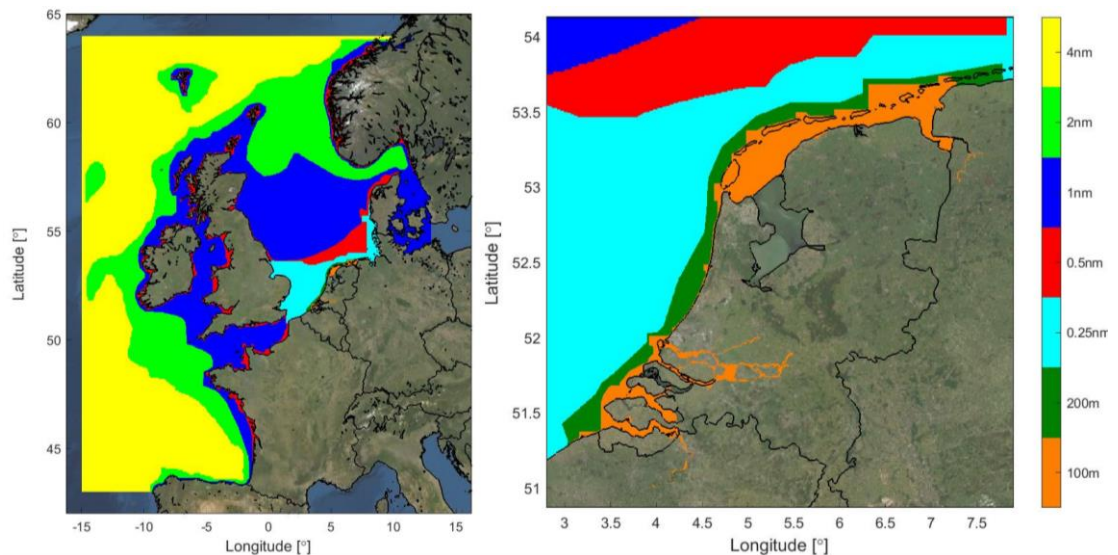 65
60
55
50
45
Latitude [°]
-15 -10 -5 0 5 10 15
Longitude [°]
54
53.5
53
52.5
52
51.5
51
Latitude [°]
3 3.5 4 4.5 5 5.5 6 6.5 7 7.5
Longitude [°]
4nm
2nm
1nm
0.5nm
0.25nm
200m
100m